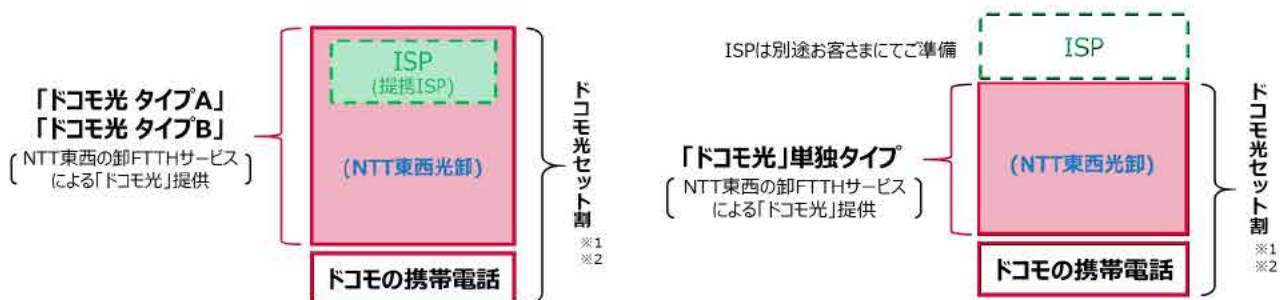 ISP
(提携ISP)
「ドコモ光 タイプA」
「ドコモ光 タイプB」
NTT東西の卸FTTHサービス
による「ドコモ光」提供
(NTT東西光卸)
ドコモの携帯電話
ドコモ光セット割
※1
※2
ISPは別途お客さまにてご準備
ISP
「ドコモ光」単独タイプ
NTT東西の卸FTTHサービス
による「ドコモ光」提供
(NTT東西光卸)
ドコモの携帯電話
ドコモ光セット割
※1
※2